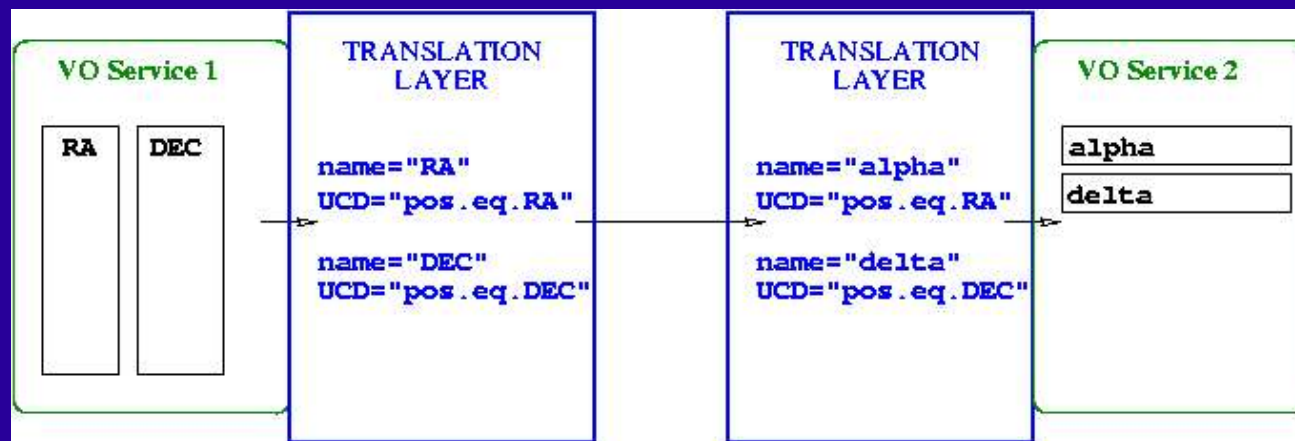 VO Service 1
RA DEC
TRANSLATION
LAYER
name="RA"
UCD="pos.eq.RA"
name="DEC"
UCD="pos.eq.DEC"
TRANSLATION
LAYER
name="alpha"
UCD="pos.eq.RA"
name="delta"
UCD="pos.eq.DEC"
VO Service 2
alpha
delta